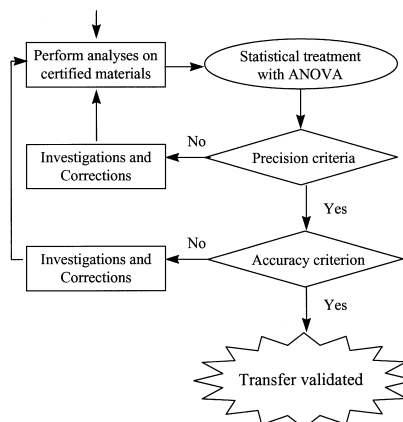 Perform analyses on
certified materials
Statistical treatment
with ANOVA
No
Investigations and
Corrections
Precision criteria
Yes
No
Investigations and
Corrections
Accuracy criterion
Yes
Transfer validated